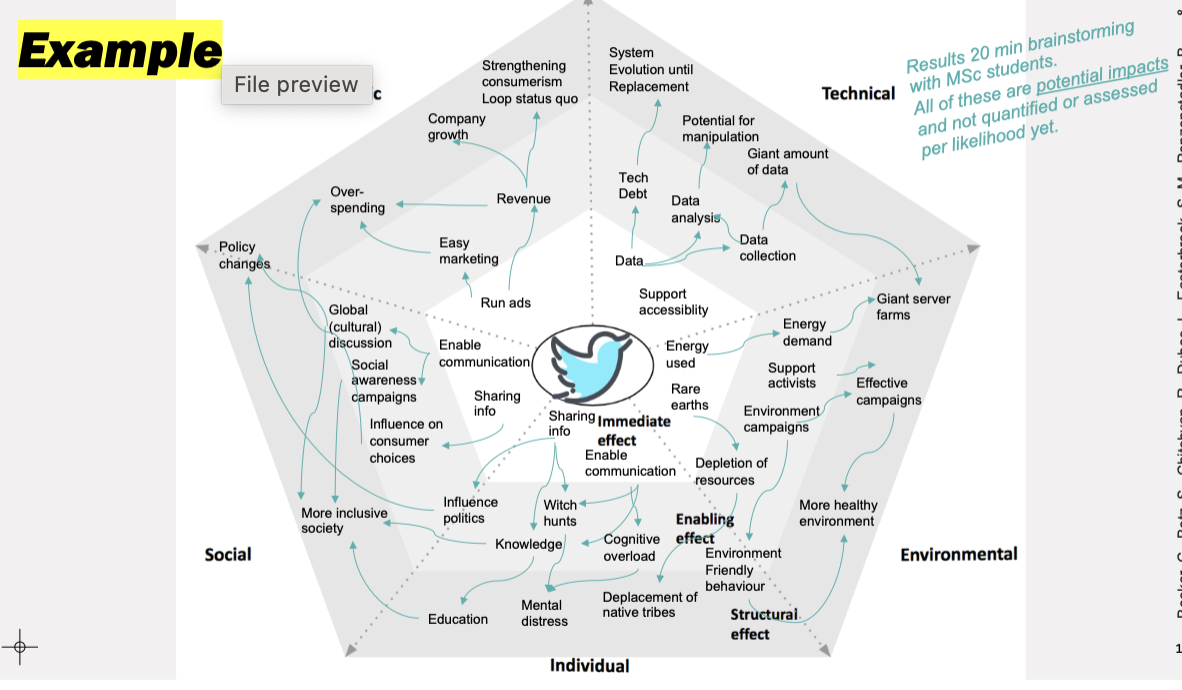 Example
File preview
c
Technical
Results 20 min brainstorming
with MSc students.
All of these are potential impacts
and not quantified or assessed
per likelihood yet.
Strengthening
consumerism
Loop status quo
Company
growth
Over-
spending
Revenue
Easy
marketing
Run ads
Policy
changes
System
Evolution until
Replacement
Potential for
manipulation
Giant amount
of data
Tech
Debt
Data
analysis
Data
collection
Data
Support
accessiblity
Giant server
farms
Energy
demand
Energy
used
Support
activists
Effective
campaigns
Rare
earths
Environment
campaigns
Depletion of
resources
More healthy
environment
Global
(cultural)
discussion
Enable
communication
Social
awareness
campaigns
Sharing
info
Influence on
consumer
choices
Sharing
info
Immediate
effect
Enable
communication
More inclusive
society
Influence
politics
Witch
hunts
Knowledge
Cognitive
overload
Enabling
effect
Environment
Friendly
behaviour
Social
Environmental
Education
Mental
distress
Displacement of
native tribes
Structural
effect
Individual
1